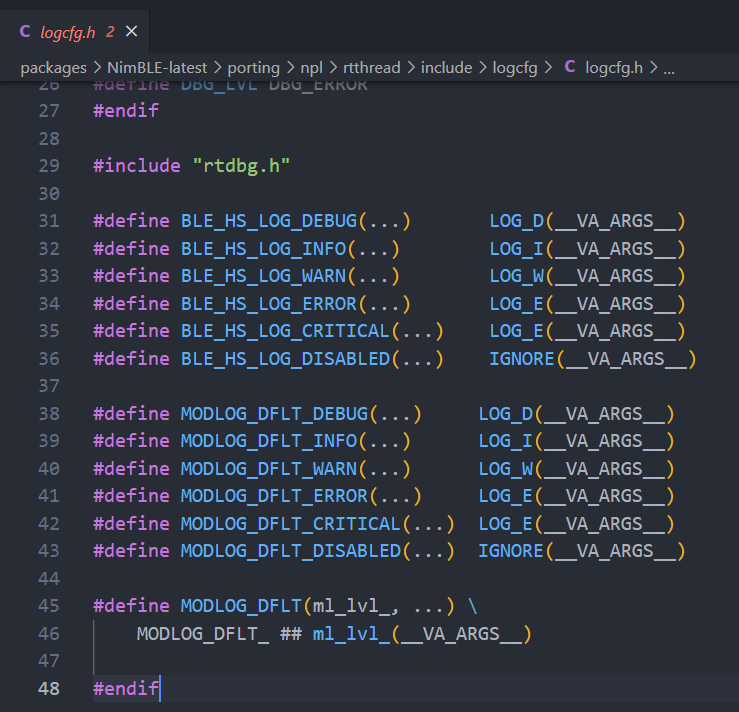 C logcfg.h 2 ×
packages > NimBLE-latest > porting > npl > rtthread > include > logcfg > C logcfg.h > ...
26 #define DBG_LVL DBG_ERROR
27 #endif
28
29 #include "rtdbg.h"
30
31 #define BLE_HS_LOG_DEBUG(...) LOG_D(__VA_ARGS__)
32 #define BLE_HS_LOG_INFO(...) LOG_I(__VA_ARGS__)
33 #define BLE_HS_LOG_WARN(...) LOG_W(__VA_ARGS__)
34 #define BLE_HS_LOG_ERROR(...) LOG_E(__VA_ARGS__)
35 #define BLE_HS_LOG_CRITICAL(...) LOG_E(__VA_ARGS__)
36 #define BLE_HS_LOG_DISABLED(...) IGNORE(__VA_ARGS__)
37
38 #define MODLOG_DFLT_DEBUG(...) LOG_D(__VA_ARGS__)
39 #define MODLOG_DFLT_INFO(...) LOG_I(__VA_ARGS__)
40 #define MODLOG_DFLT_WARN(...) LOG_W(__VA_ARGS__)
41 #define MODLOG_DFLT_ERROR(...) LOG_E(__VA_ARGS__)
42 #define MODLOG_DFLT_CRITICAL(...) LOG_E(__VA_ARGS__)
43 #define MODLOG_DFLT_DISABLED(...) IGNORE(__VA_ARGS__)
44
45 #define MODLOG_DFLT(ml_lvl_, ...) \
46 MODLOG_DFLT_ ## ml_lvl_(__VA_ARGS__)
47
48 #endif